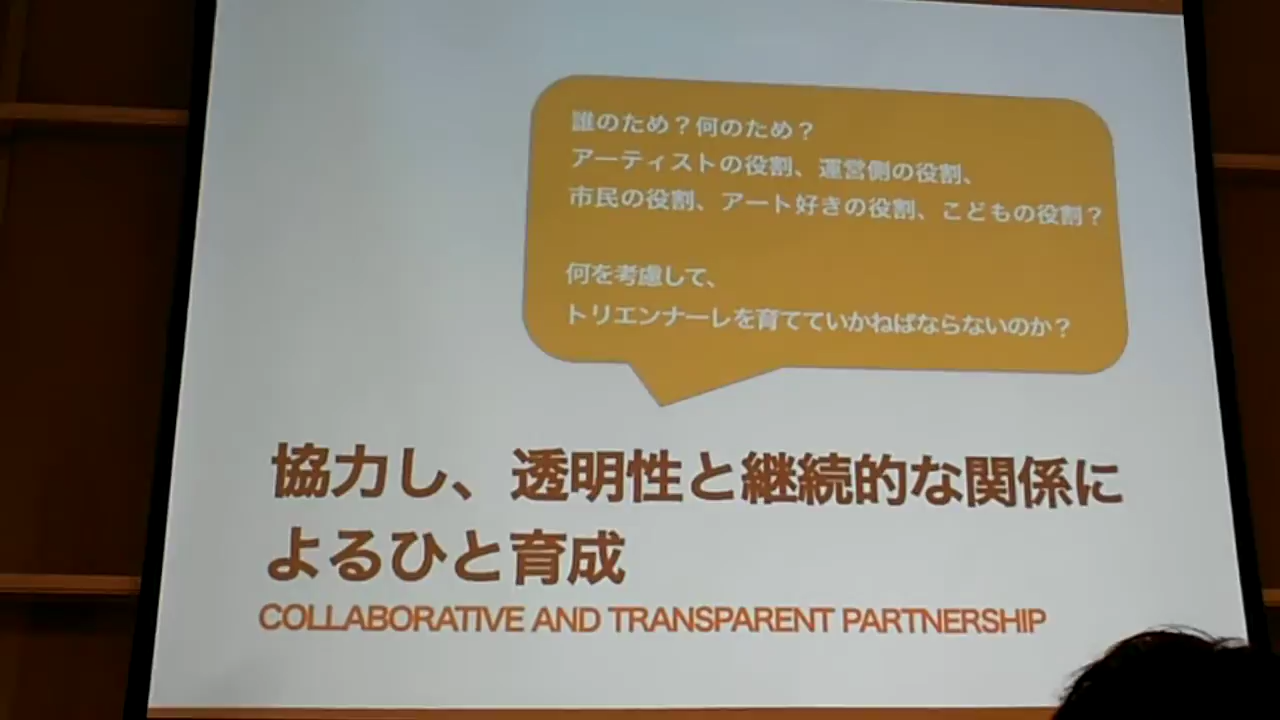 誰のため？何のため？
アーティストの役割、運営側の役割、
市民の役割、アート好きの役割、こどもの役割？
何を考慮して、
トリエンナーレを育てていかねばならないのか？
協力し、透明性と継続的な関係に
よるひと育成
COLLABORATIVE AND TRANSPARENT PARTNERSHIP